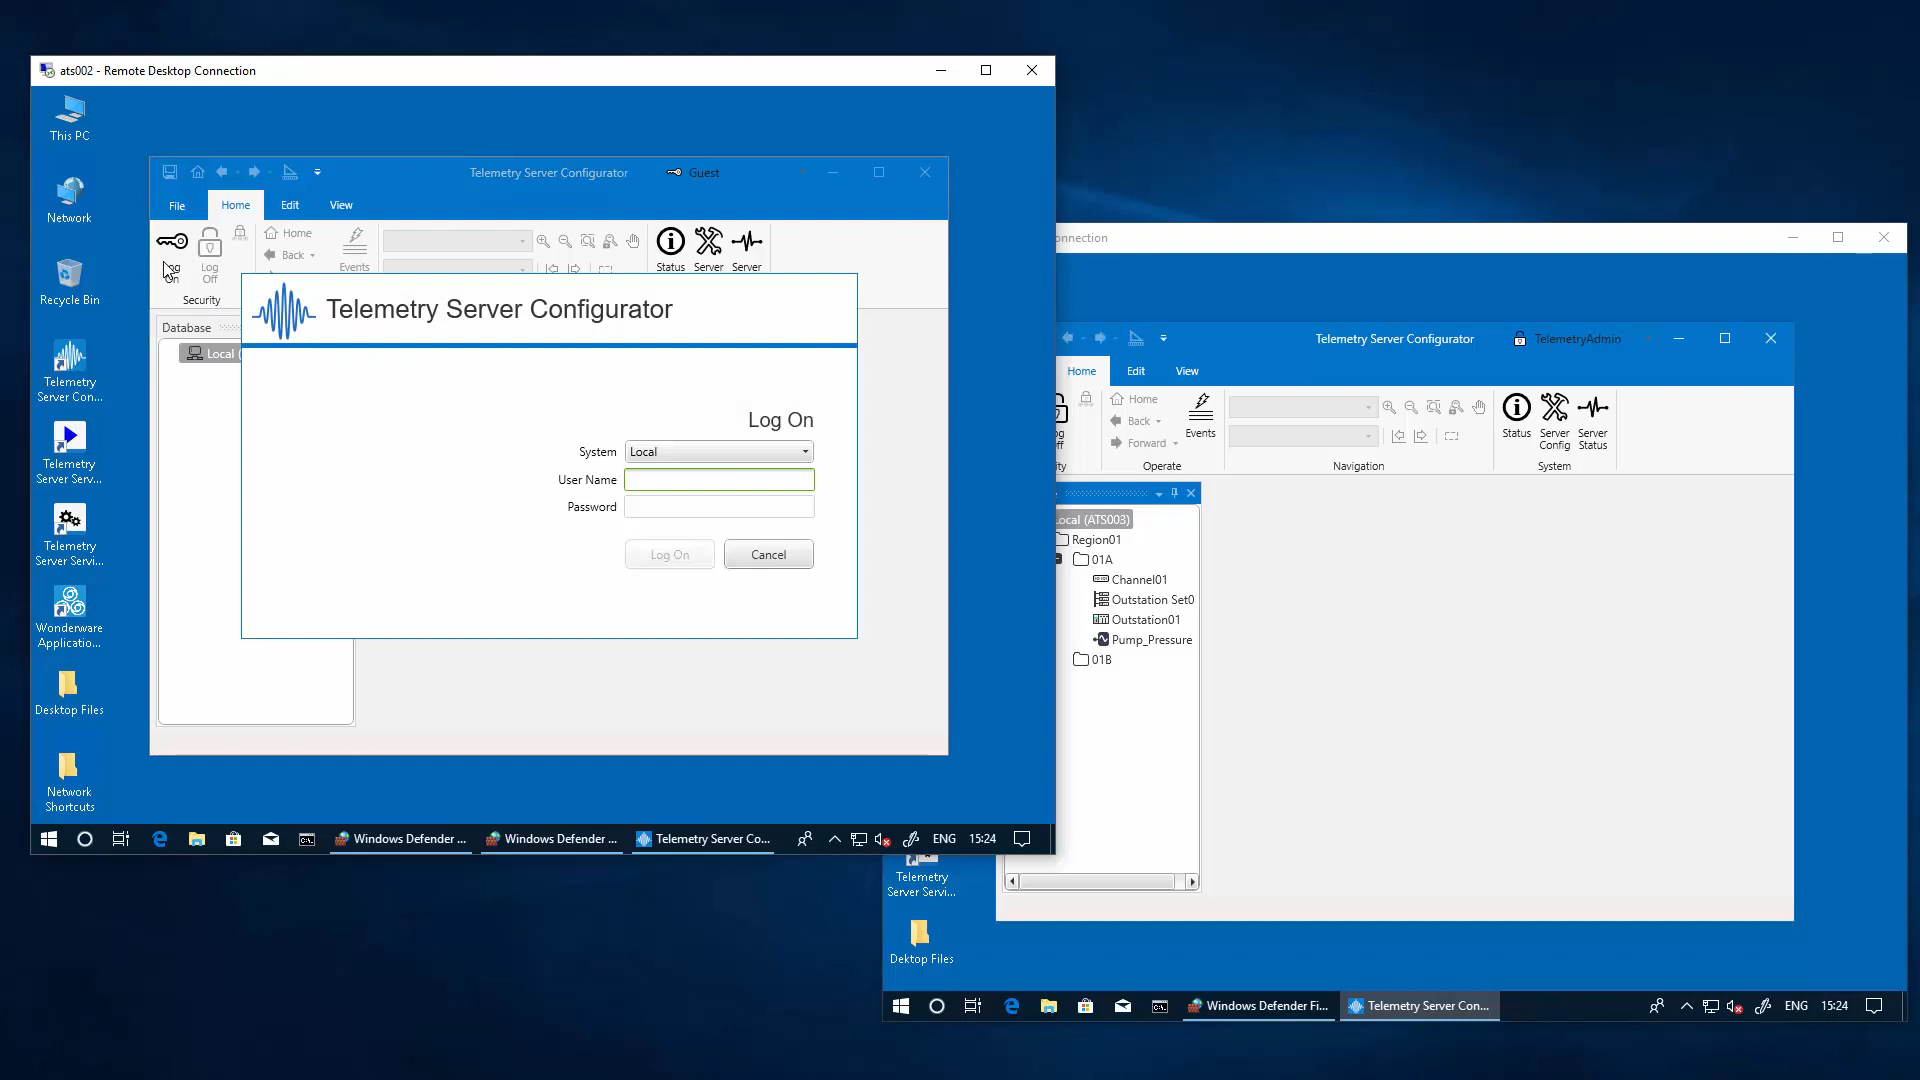 ats002 - Remote Desktop Connection
This PC
Network
Recycle Bin
Telemetry
Server Con...
Telemetry
Server Serv...
Telemetry
Server Servi...
Wonderware
Applicatio...
Desktop Files
Network
Shortcuts
Telemetry Server Configurator
Guest
File
Home
Edit
View
Log
Off
Security
Home
Back
Events
Status
Server
Server
Database
Local (
Telemetry Server Configurator
Log On
System
Local
User Name
Password
Log On
Cancel
Windows Defender ...
Windows Defender ...
Telemetry Server Co...
ENG
15:24
onnection
Telemetry Server Configurator
TelemetryAdmin
Home
Edit
View
Home
Back
Forward
Events
Status
Server
Config
Server
Status
Operate
Navigation
System
Local (ATS003)
Region01
01A
Channel01
Outstation Set0
Outstation01
Pump_Pressure
01B
Telemetry
Server Servi...
Dektop Files
Windows Defender Fi...
Telemetry Server Con...
ENG
15:24